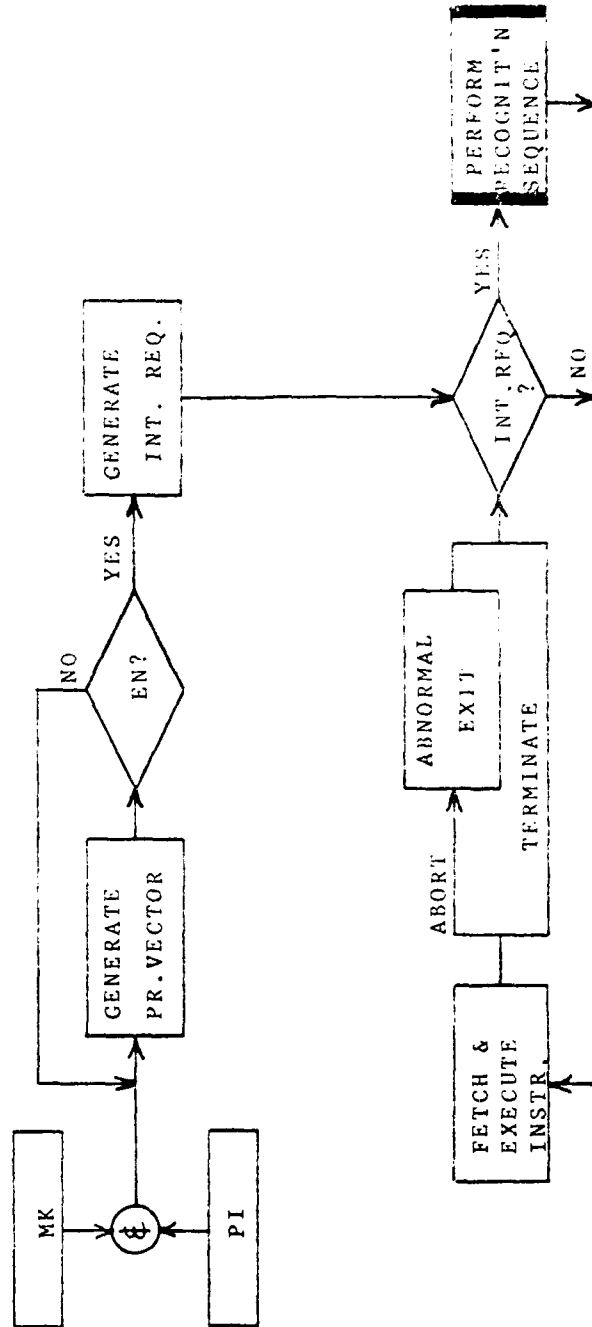 MK
&
PI
GENERATE
PR.VECTOR
EN?
NO
YES
GENERATE
INT. REQ.
FETCH &
EXECUTE
INSTR.
ABORT
ABNORMAL
EXIT
TERMINATE
INT.RFQ
?
YES
NO
PERFORM
RECOGNIT'N
SEQUENCE